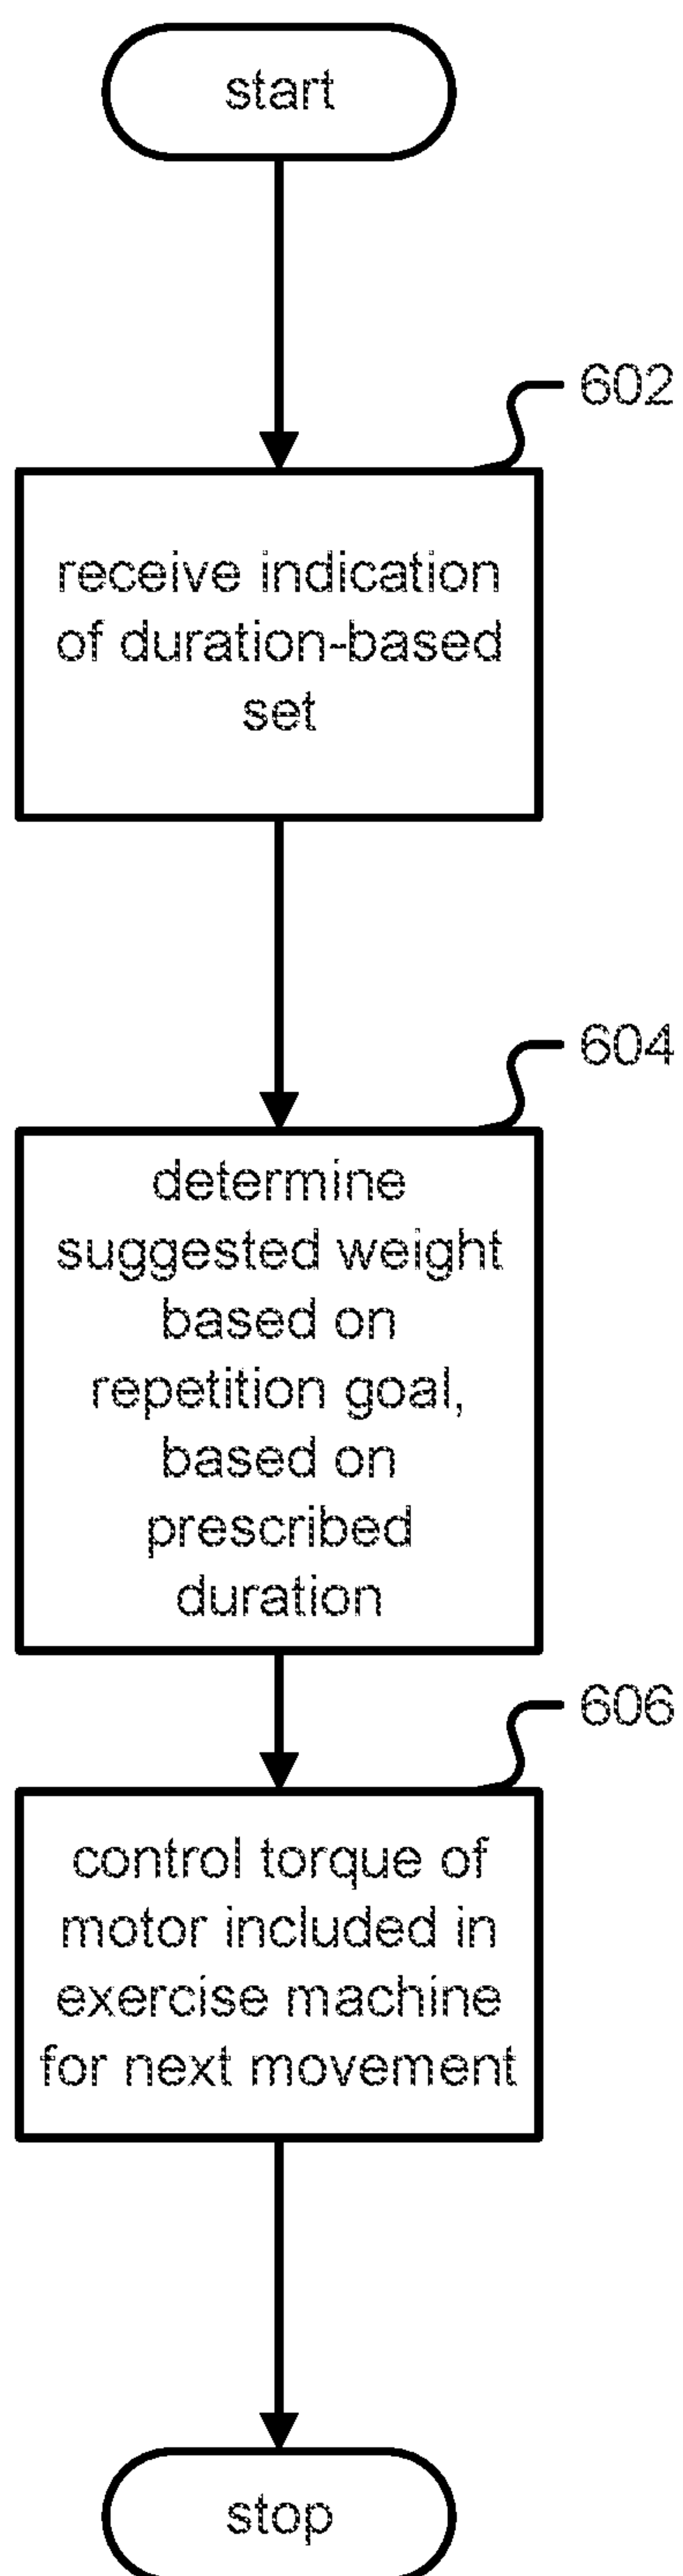 start
602
receive indication
of duration-based
set
604
determine
suggested weight
based on
repetition goal,
based on
prescribed
duration
606
control torque of
motor included in
exercise machine
for next movement
stop